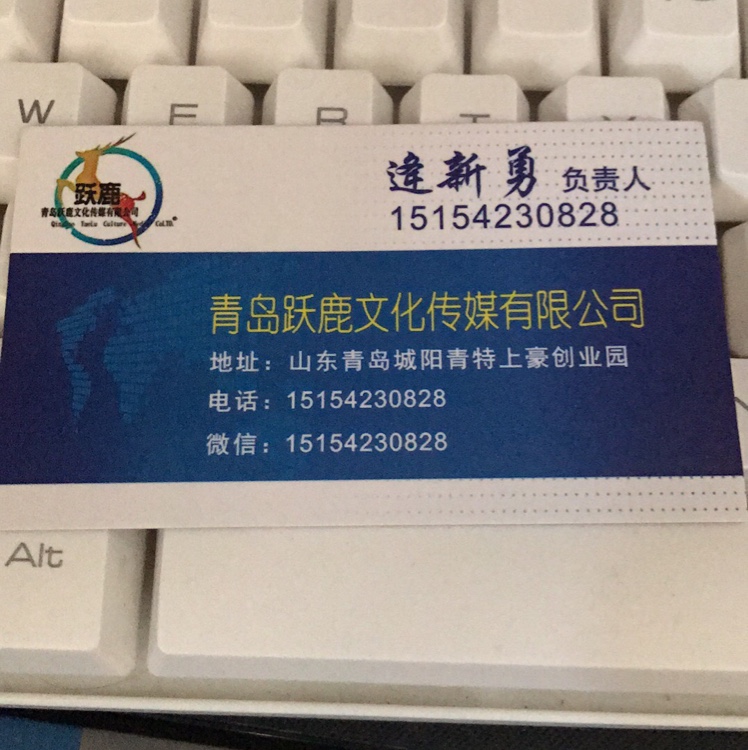 W E R T Y
跃鹿
青岛跃鹿文化传媒有限公司
逄新勇 负责人
15154230828
青岛跃鹿文化传媒有限公司
地址：山东青岛城阳青特上豪创业园
电话：15154230828
微信：15154230828
Alt